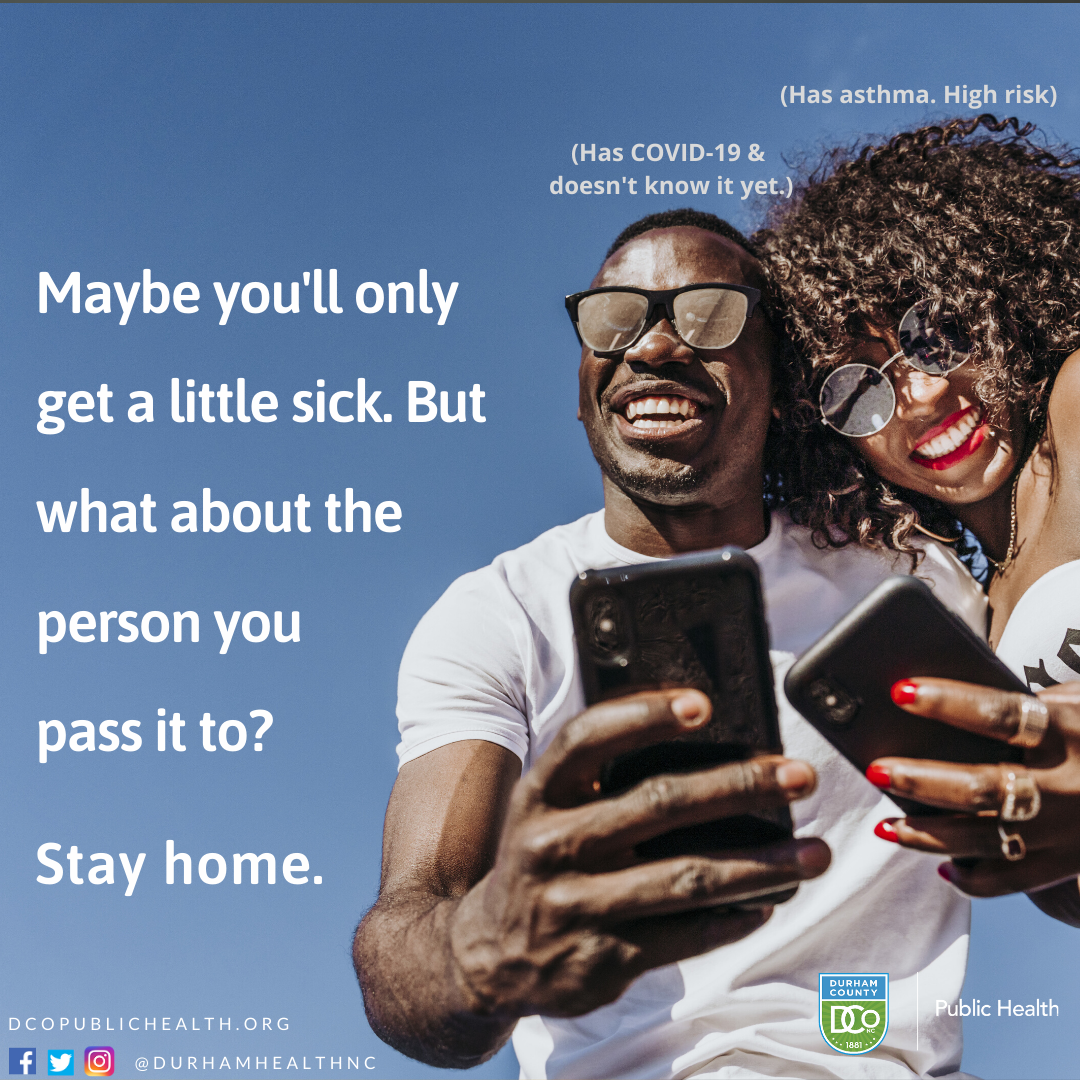 (Has asthma. High risk)
(Has COVID-19 &
doesn't know it yet.)
Maybe you'll only
get a little sick. But
what about the
person you
pass it to?
Stay home.
DURHAM
COUNTY
DCO
NC
1881
Public Health
DCOPUBLICHEALTH.ORG
@DURHAMHEALTHNC